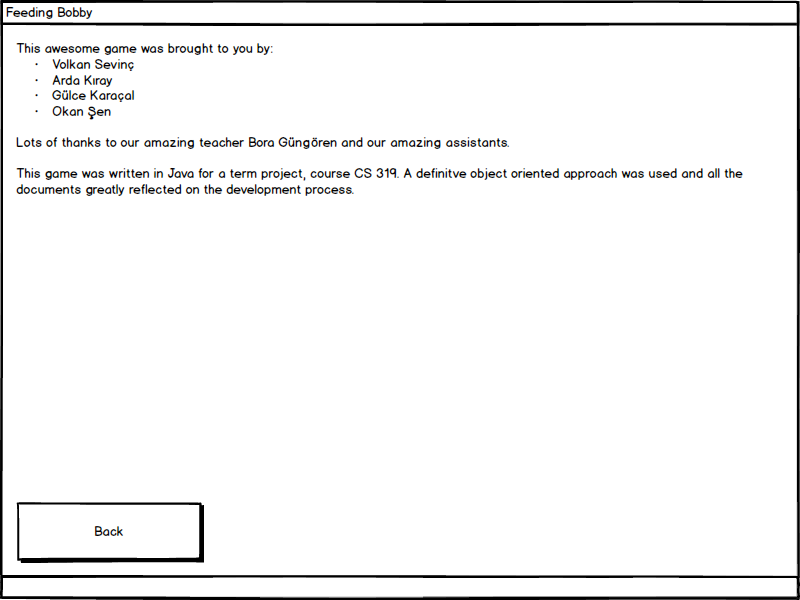 Feeding Bobby
This awesome game was brought to you by:
· Volkan Sevinç
· Arda Kıray
· Gülce Karaçal
· Okan Şen
Lots of thanks to our amazing teacher Bora Güngören and our amazing assistants.
This game was written in Java for a term project, course CS 319. A definitve object oriented approach was used and all the
documents greatly reflected on the development process.
Back